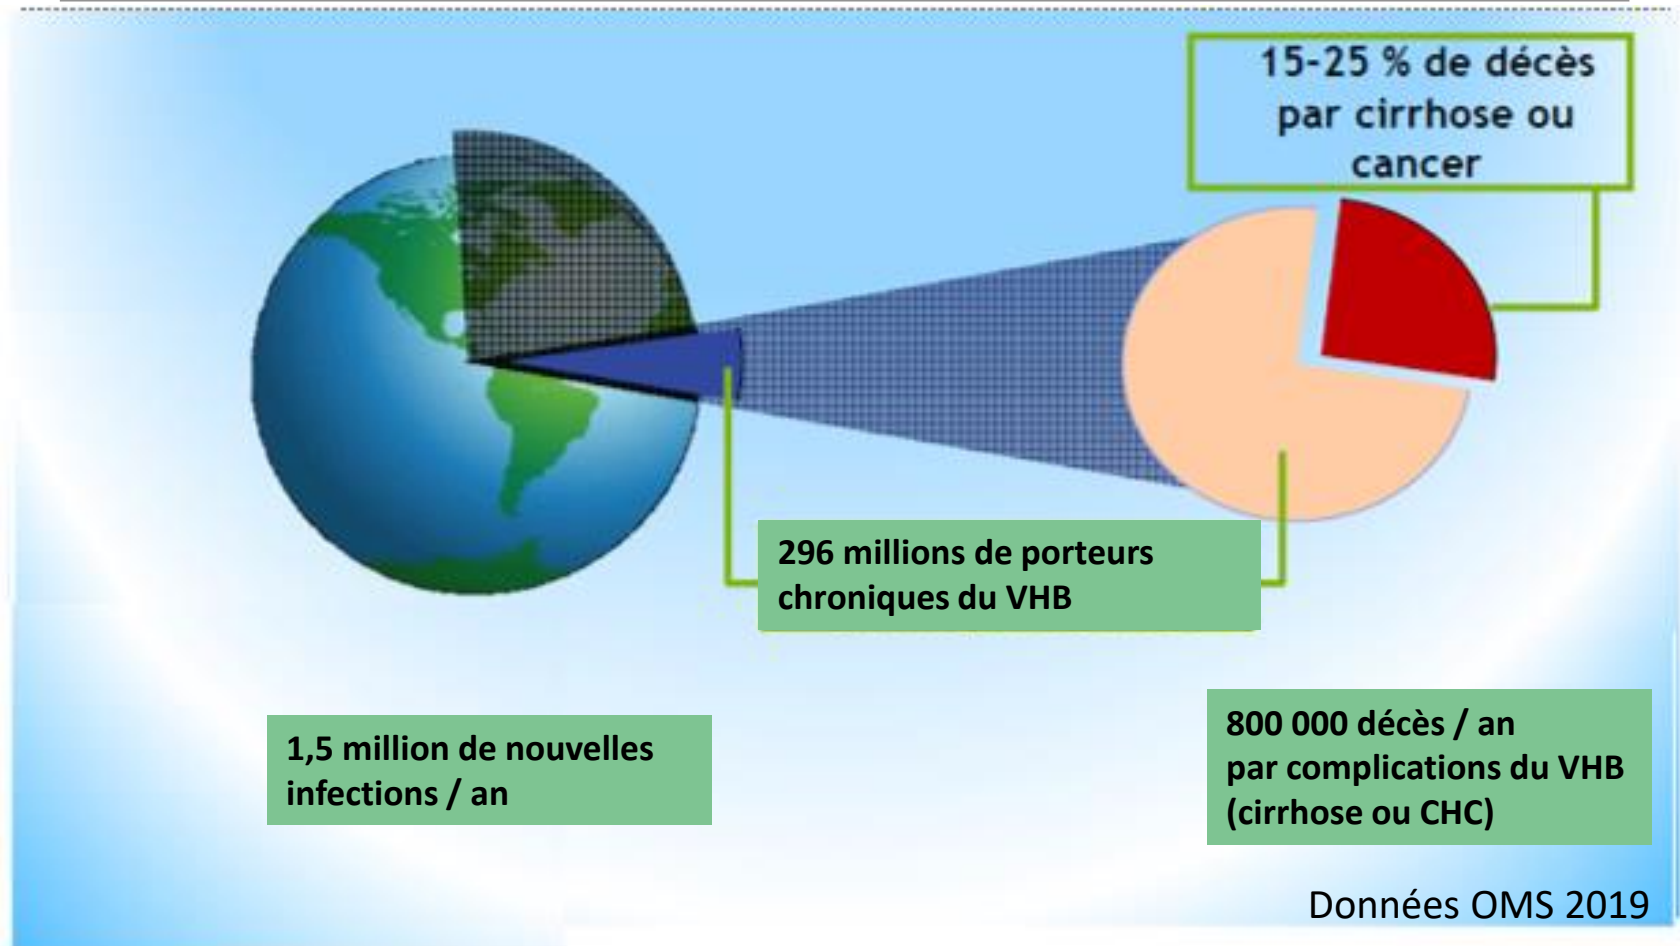 15-25 % de décès
par cirrhose ou
cancer
296 millions de porteurs
chroniques du VHB
1,5 million de nouvelles
infections / an
800 000 décès / an
par complications du VHB
(cirrhose ou CHC)
Données OMS 2019